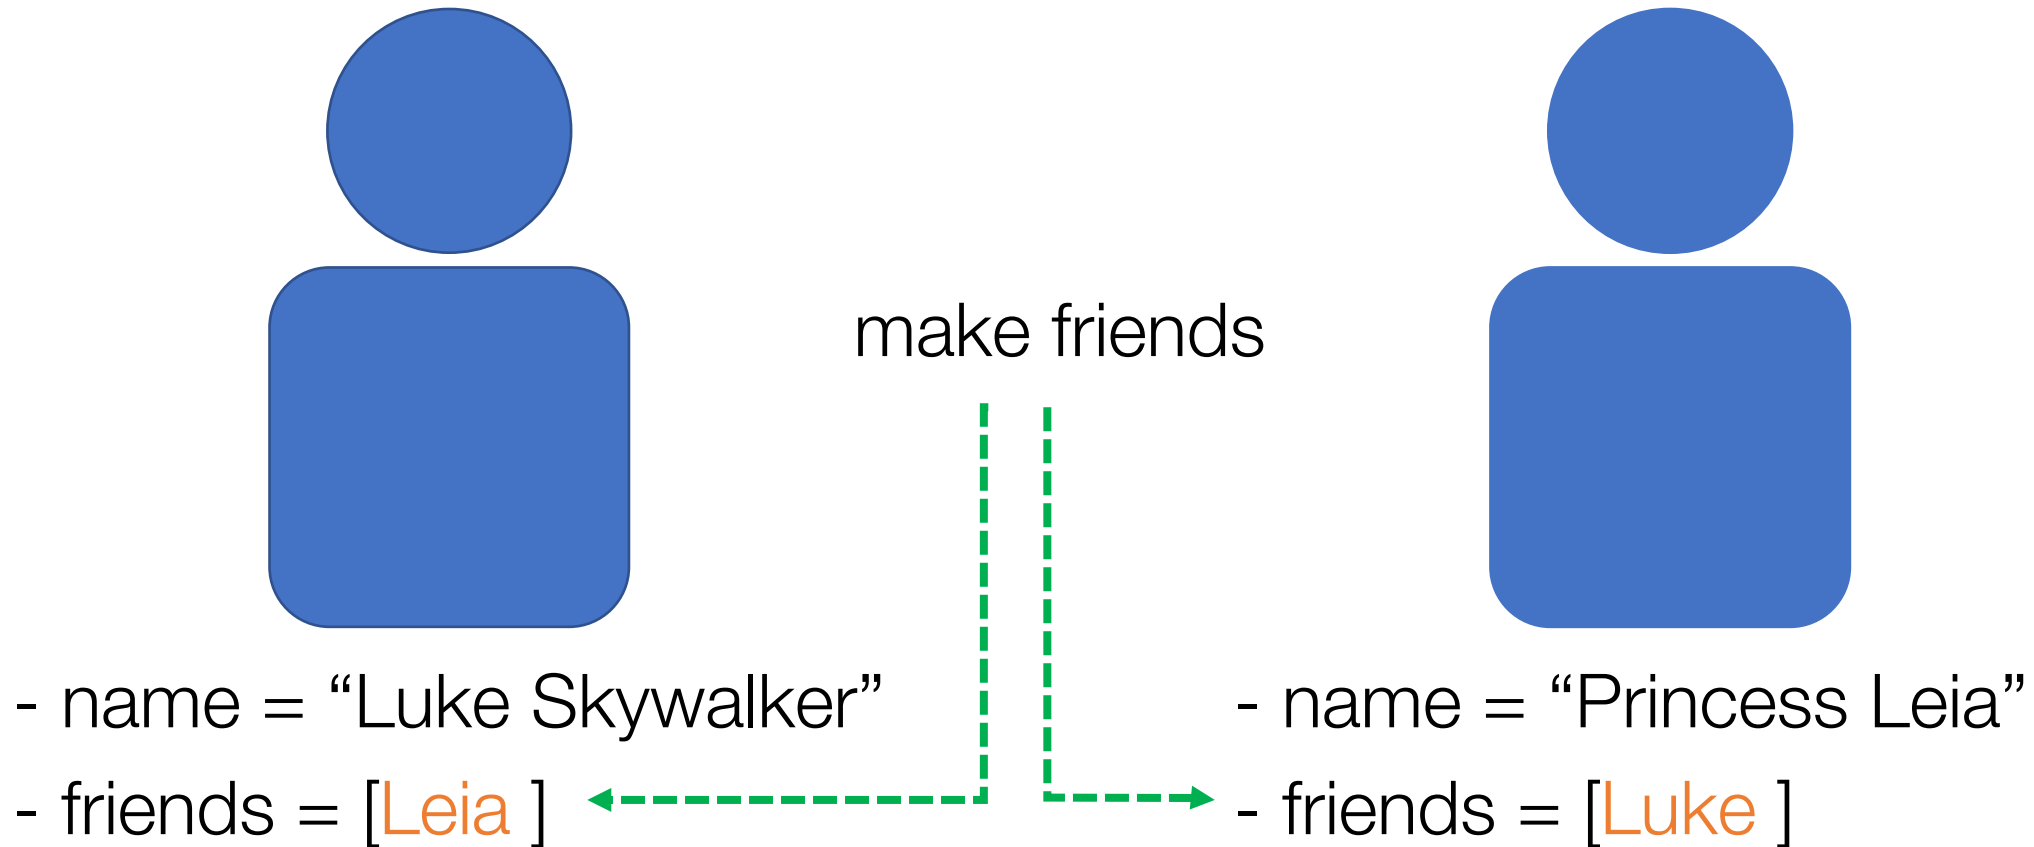 make friends
- name = “Luke Skywalker”
- friends = [Leia ]
- name = “Princess Leia”
- friends = [Luke ]